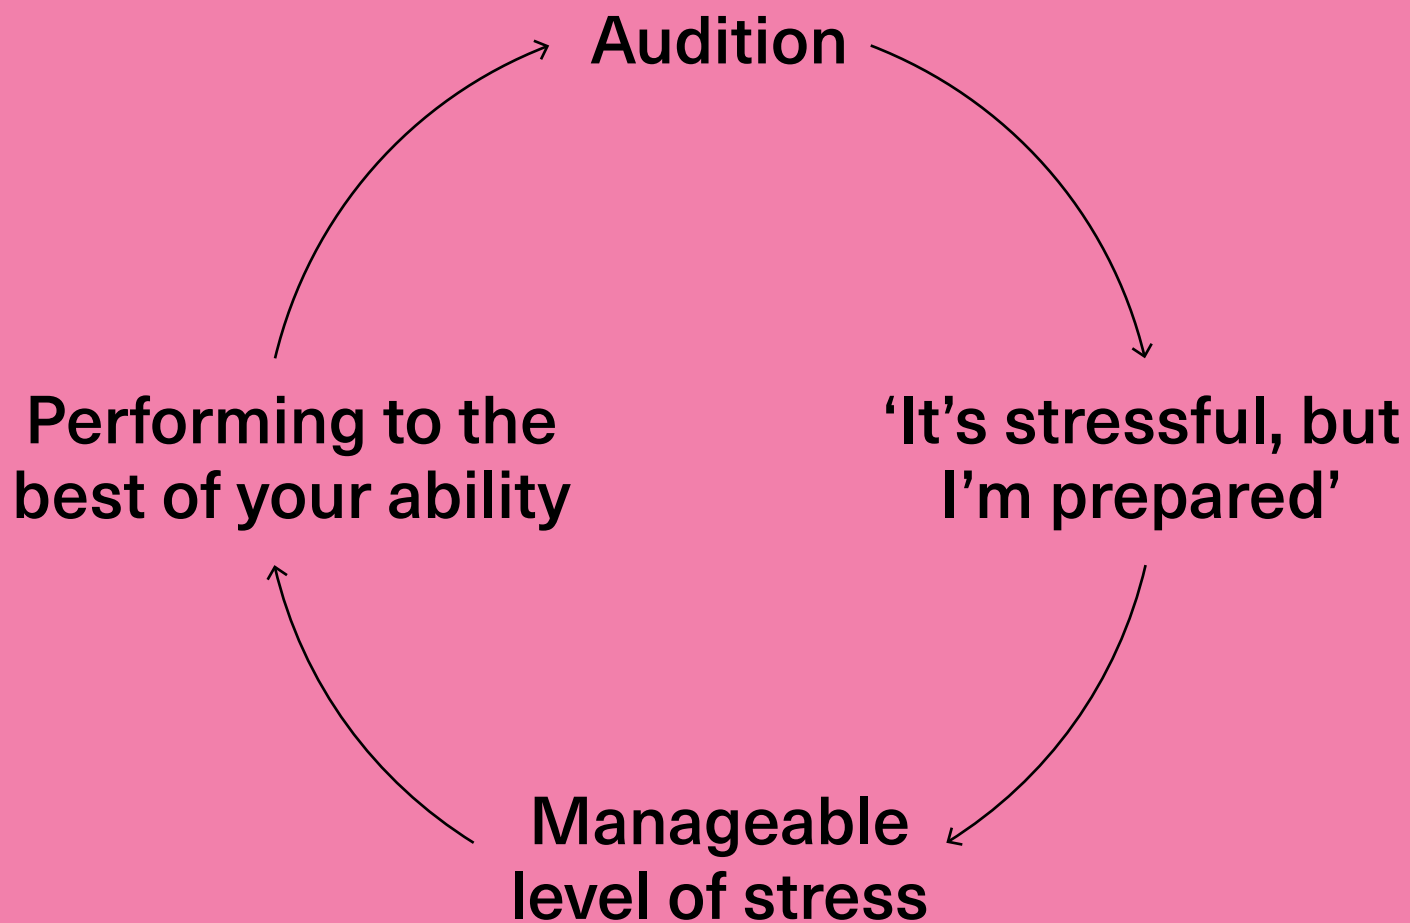 Audition
‘It’s stressful, but
I’m prepared’
Manageable
level of stress
Performing to the
best of your ability